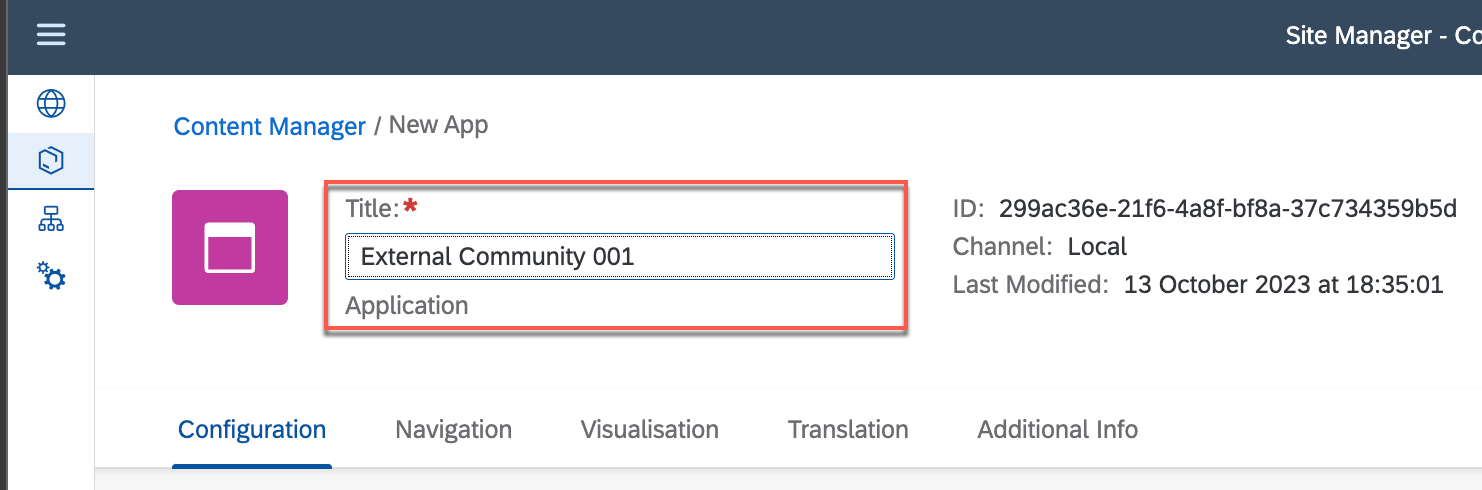 Site Manager - Co
Content Manager / New App
Title:*
External Community 001
Application
ID: 299ac36e-21f6-4a8f-bf8a-37c734359b5d
Channel: Local
Last Modified: 13 October 2023 at 18:35:01
Configuration Navigation Visualisation Translation Additional Info